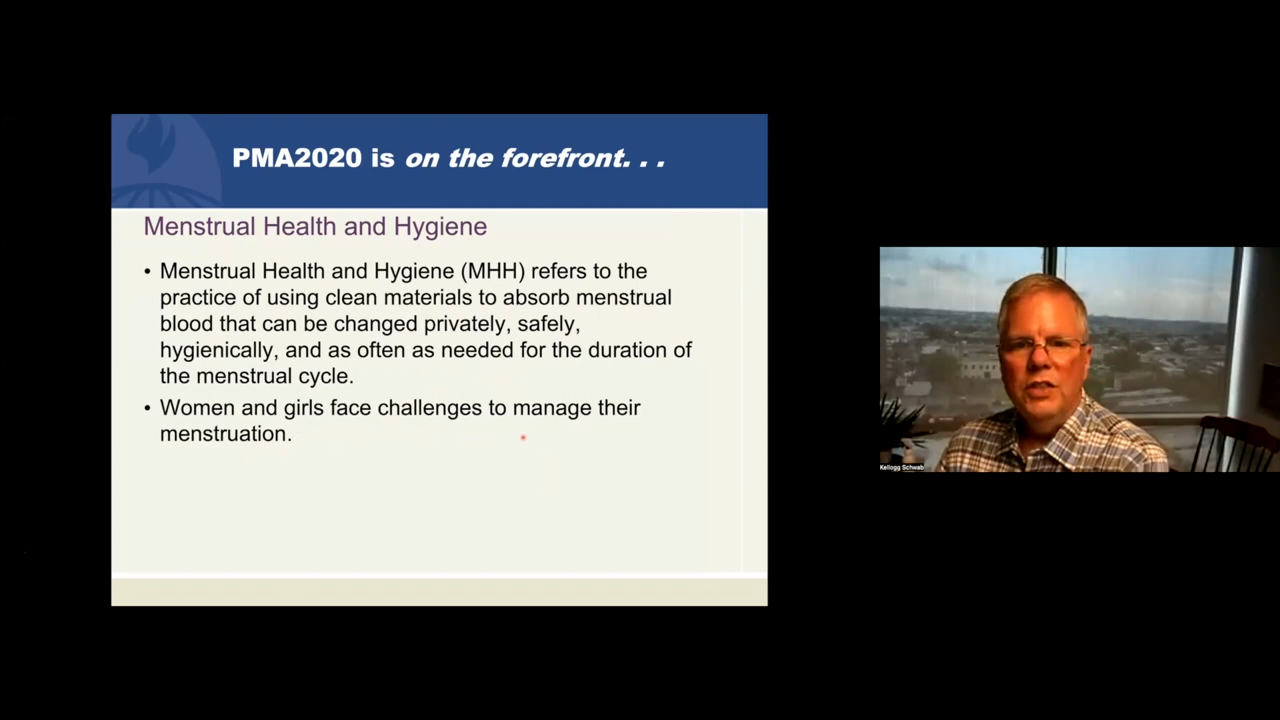 PMA2020 is on the forefront. . .
Menstrual Health and Hygiene
• Menstrual Health and Hygiene (MHH) refers to the
practice of using clean materials to absorb menstrual
blood that can be changed privately, safely,
hygienically, and as often as needed for the duration of
the menstrual cycle.
• Women and girls face challenges to manage their
menstruation.
Kellogg Schwab